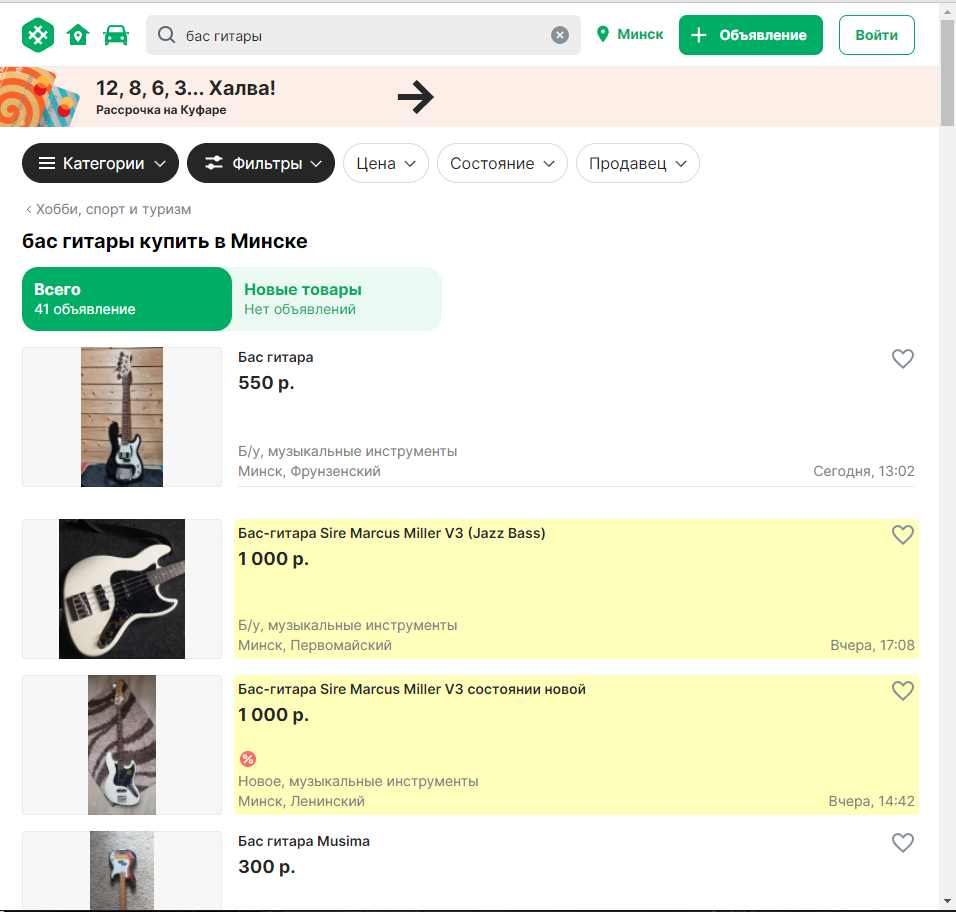 бас гитары
Минск
Объявление
Войти
12, 8, 6, 3... Халва!
Рассрочка на Куфаре
Категории
Фильтры
Цена
Состояние
Продавец
Хобби, спорт и туризм
бас гитары купить в Минске
Всего
41 объявление
Новые товары
Нет объявлений
Бас гитара
550 р.
Б/у, музыкальные инструменты
Минск, Фрунзенский
Сегодня, 13:02
Бас-гитара Sire Marcus Miller V3 (Jazz Bass)
1 000 р.
Б/у, музыкальные инструменты
Минск, Первомайский
Вчера, 17:08
Бас-гитара Sire Marcus Miller V3 состоянии новой
1 000 р.
%
Новое, музыкальные инструменты
Минск, Ленинский
Вчера, 14:42
Бас гитара Musima
300 р.